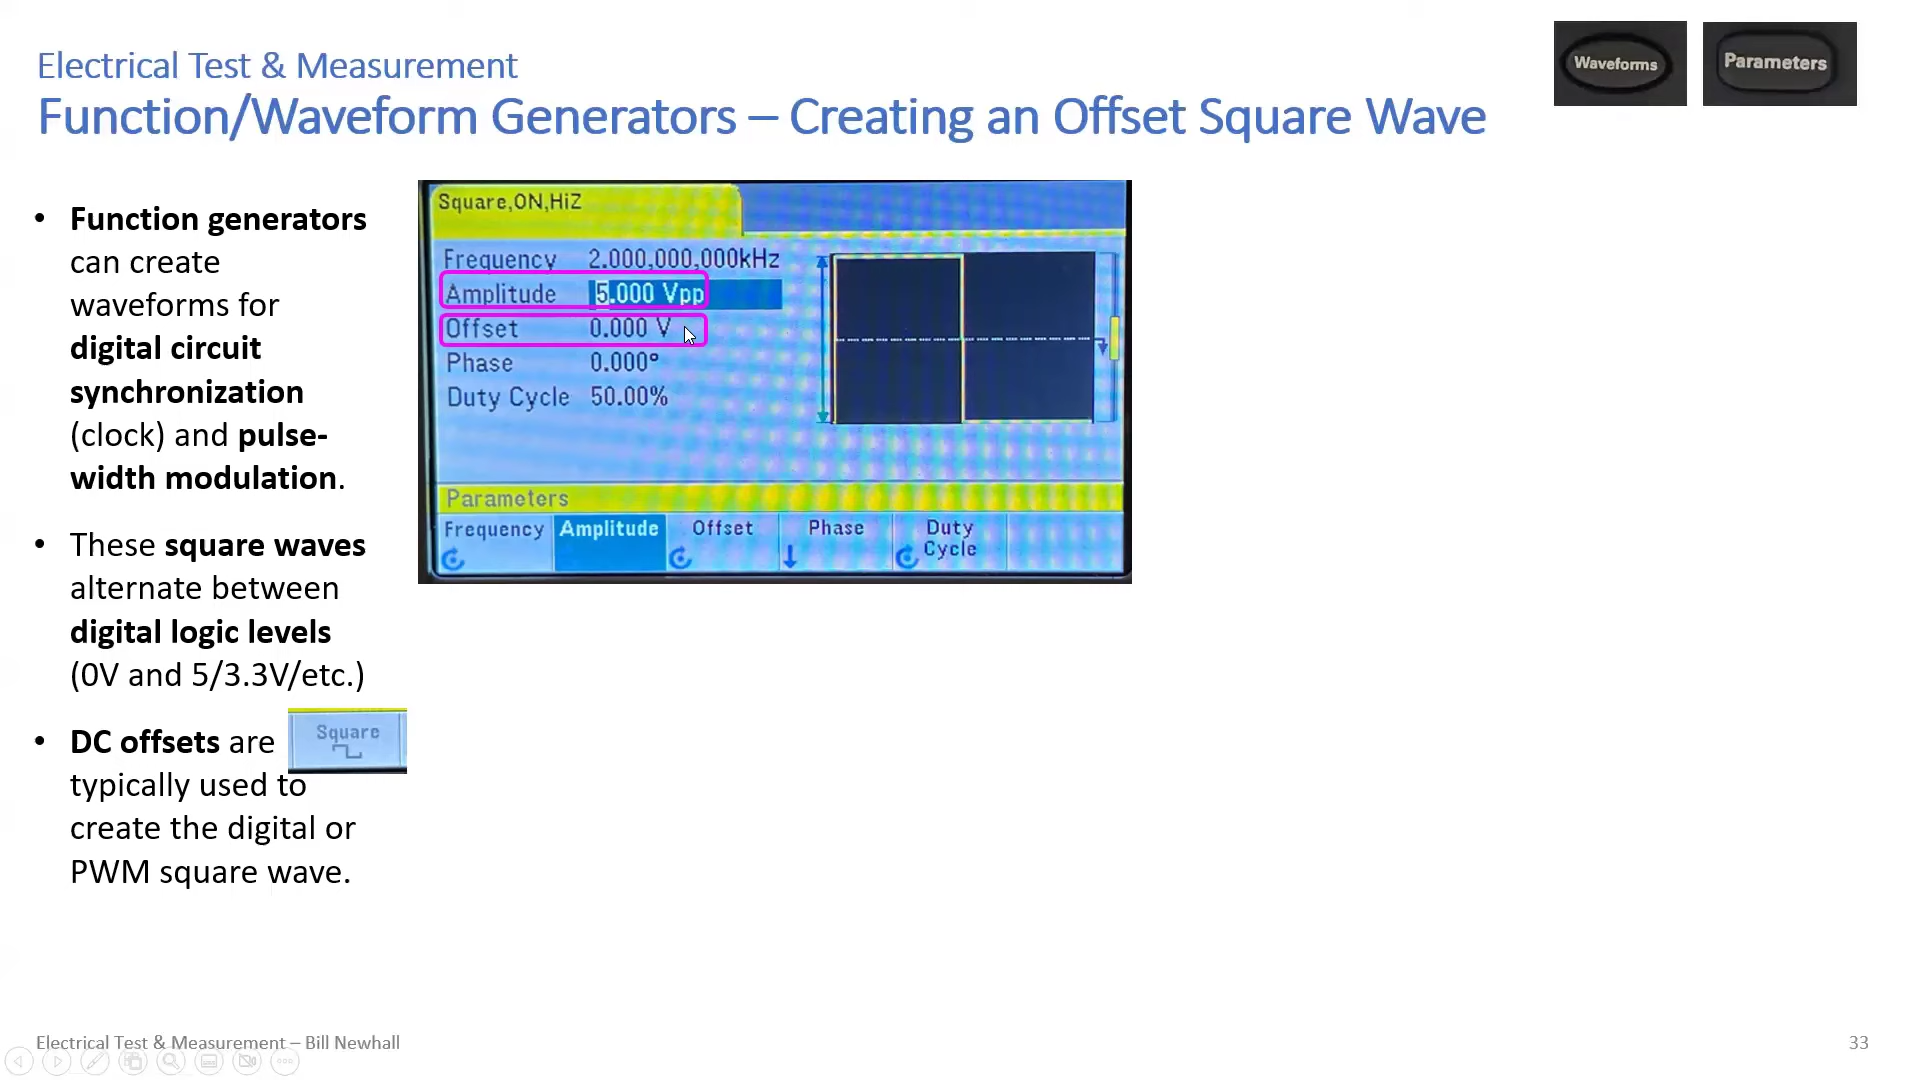 Electrical Test & Measurement
Function/Waveform Generators – Creating an Offset Square Wave
Waveforms
Parameters
• Function generators
can create
waveforms for
digital circuit
synchronization
(clock) and pulse-
width modulation.
• These square waves
alternate between
digital logic levels
(0V and 5/3.3V/etc.)
• DC offsets are
typically used to
create the digital or
PWM square wave.
Square
Square,ON,HiZ
Frequency 2.000,000,000kHz
Amplitude 5.000 Vpp
Offset 0.000 V
Phase 0.000°
Duty Cycle 50.00%
Parameters
Frequency Amplitude Offset Phase Duty
Cycle
Electrical Test & Measurement – Bill Newhall
33